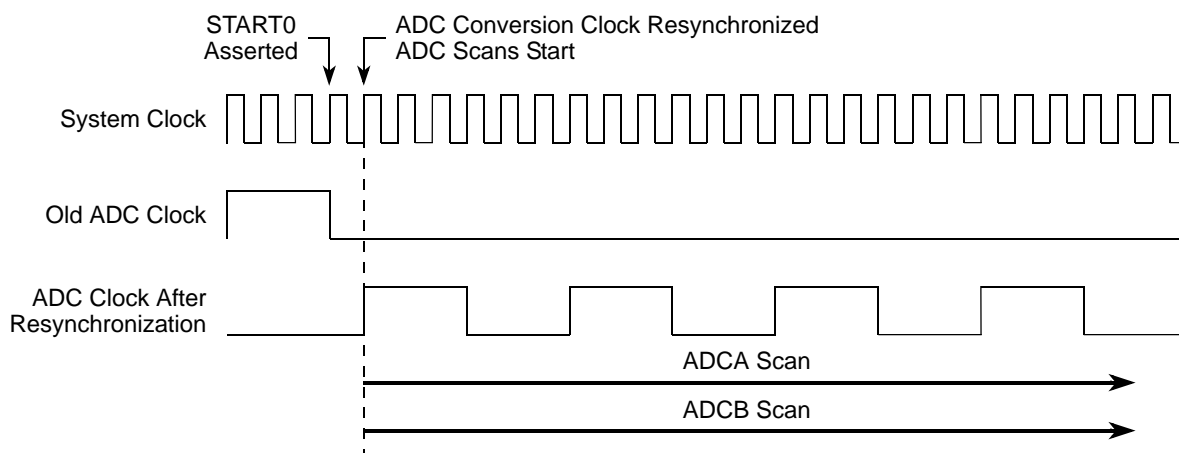 START0
Asserted
ADC Conversion Clock Resynchronized
ADC Scans Start
System Clock
Old ADC Clock
ADC Clock After
Resynchronization
ADCA Scan
ADCB Scan